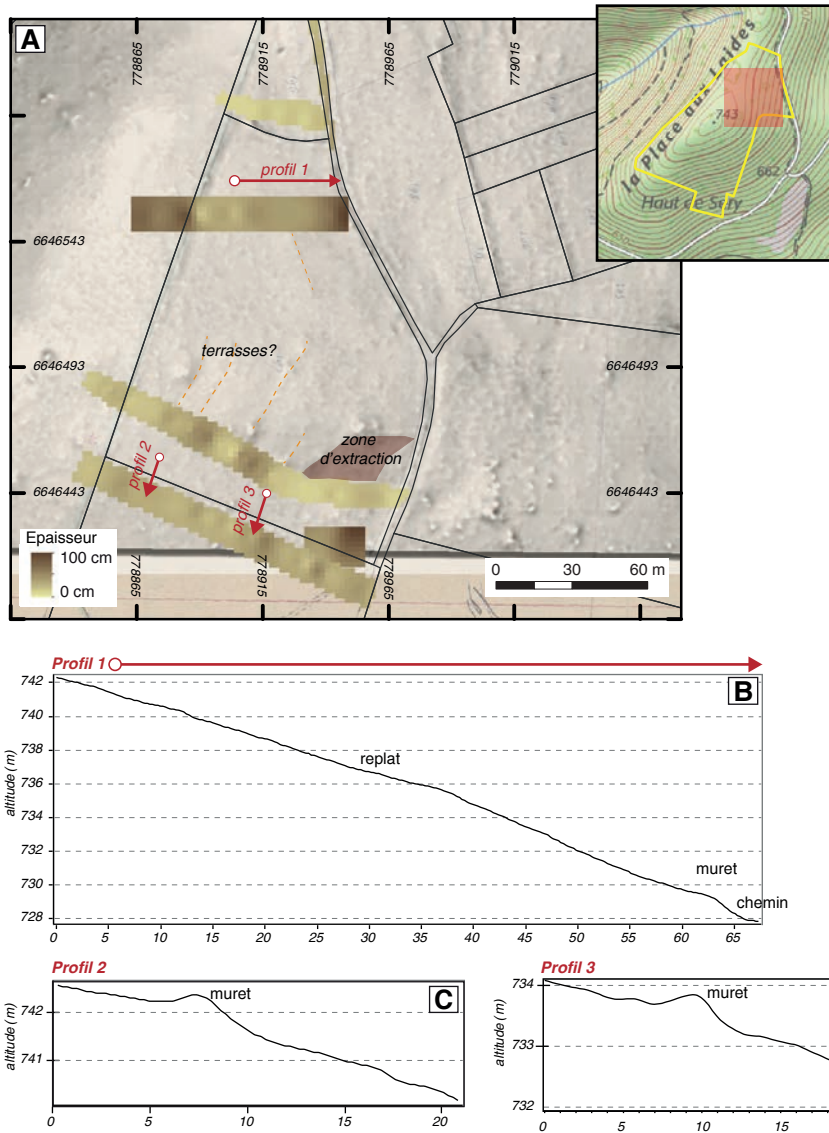 A
778865
778915
778965
779015
6646543
6646493
6646443
6646493
6646443
profil 1
terrasses?
zone
d'extraction
profil 2
profil 3
Epaisseur
100 cm
0 cm
778865
778915
778965
0 30 60 m
la Place aux Laides
743
662
Haut de Sery
Profil 1
B
altitude (m)
742
740
738
736
734
732
730
728
replat
muret
chemin
0 5 10 15 20 25 30 35 40 45 50 55 60 65
Profil 2
C
altitude (m)
742
741
muret
0 5 10 15 20
Profil 3
altitude (m)
734
733
732
muret
0 5 10 15